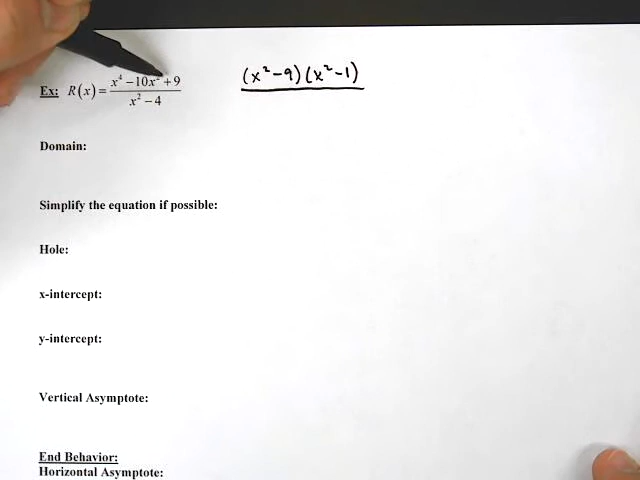 Ex: R(x) = (x⁴ − 10x² + 9)/(x² − 4)
(x² − 9)(x² − 1)
Domain:
Simplify the equation if possible:
Hole:
x-intercept:
y-intercept:
Vertical Asymptote:
End Behavior:
Horizontal Asymptote: